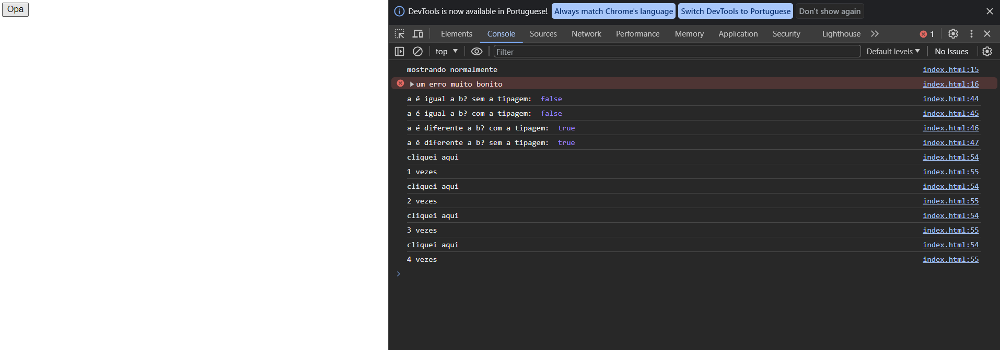 Opa
DevTools is now available in Portuguese! Always match Chrome's language Switch DevTools to Portuguese Don't show again
Elements Console Sources Network Performance Memory Application Security Lighthouse 1
top Filter Default levels No Issues
mostrando normalmente index.html:15
um erro muito bonito index.html:16
a é igual a b? sem a tipagem: false index.html:44
a é igual a b? com a tipagem: false index.html:45
a é diferente a b? com a tipagem: true index.html:46
a é diferente a b? sem a tipagem: true index.html:47
cliquei aqui index.html:54
1 vezes index.html:55
cliquei aqui index.html:54
2 vezes index.html:55
cliquei aqui index.html:54
3 vezes index.html:55
cliquei aqui index.html:54
4 vezes index.html:55